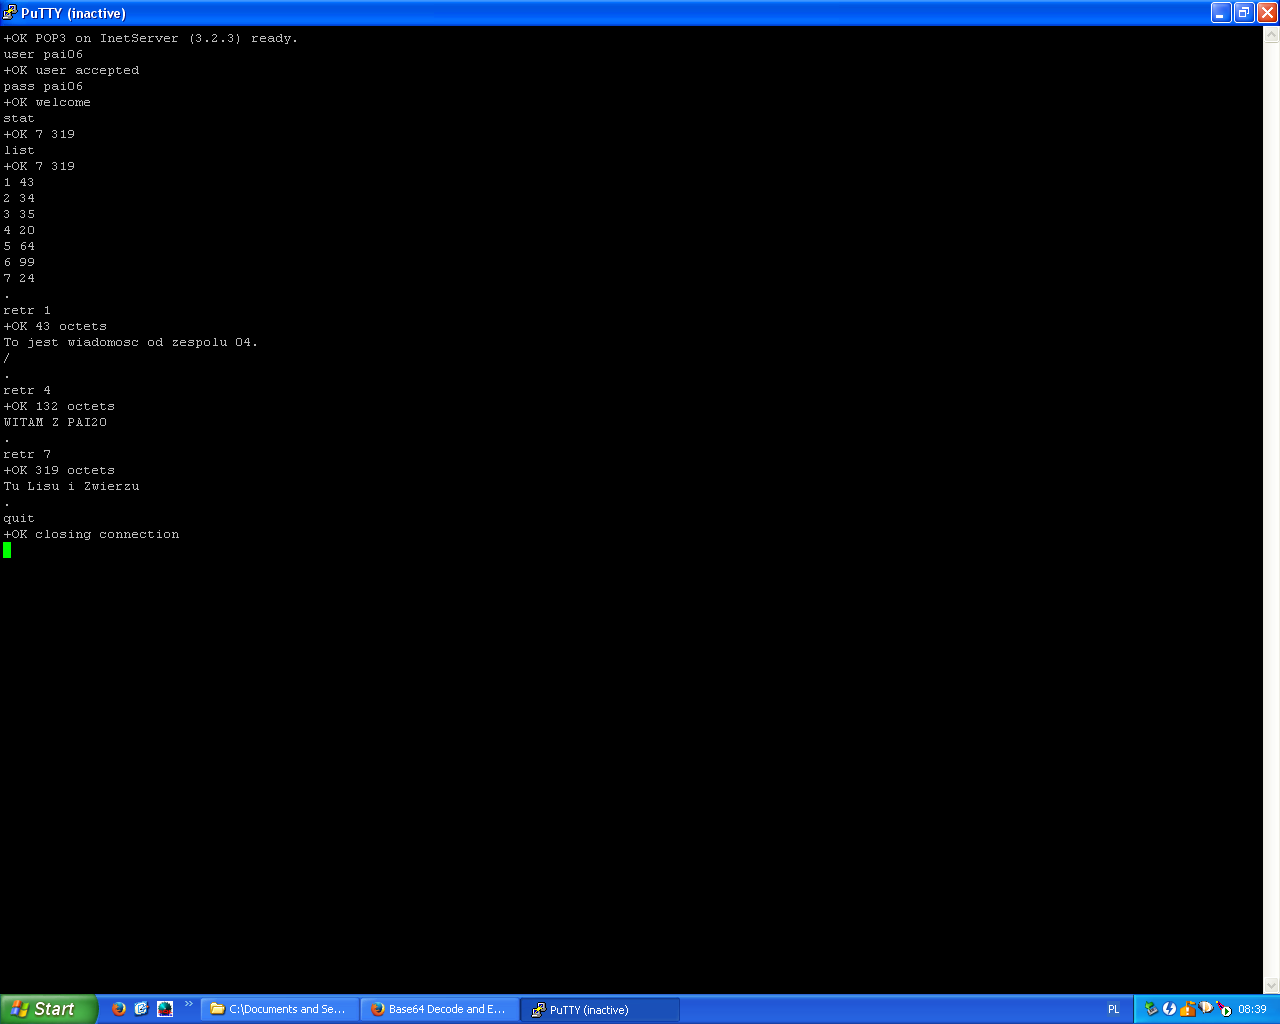 PuTTY (inactive)
+OK POP3 on InetServer (3.2.3) ready.
user pai06
+OK user accepted
pass pai06
+OK welcome
stat
+OK 7 319
list
+OK 7 319
1 43
2 34
3 35
4 20
5 64
6 99
7 24
.
retr 1
+OK 43 octets
To jest wiadomosc od zespolu 04.
/
.
retr 4
+OK 132 octets
WITAM Z PAI20
.
retr 7
+OK 319 octets
Tu Lisu i Zwierzu
.
quit
+OK closing connection
Start
C:\Documents and Se...
Base64 Decode and E...
PuTTY (inactive)
PL
08:39